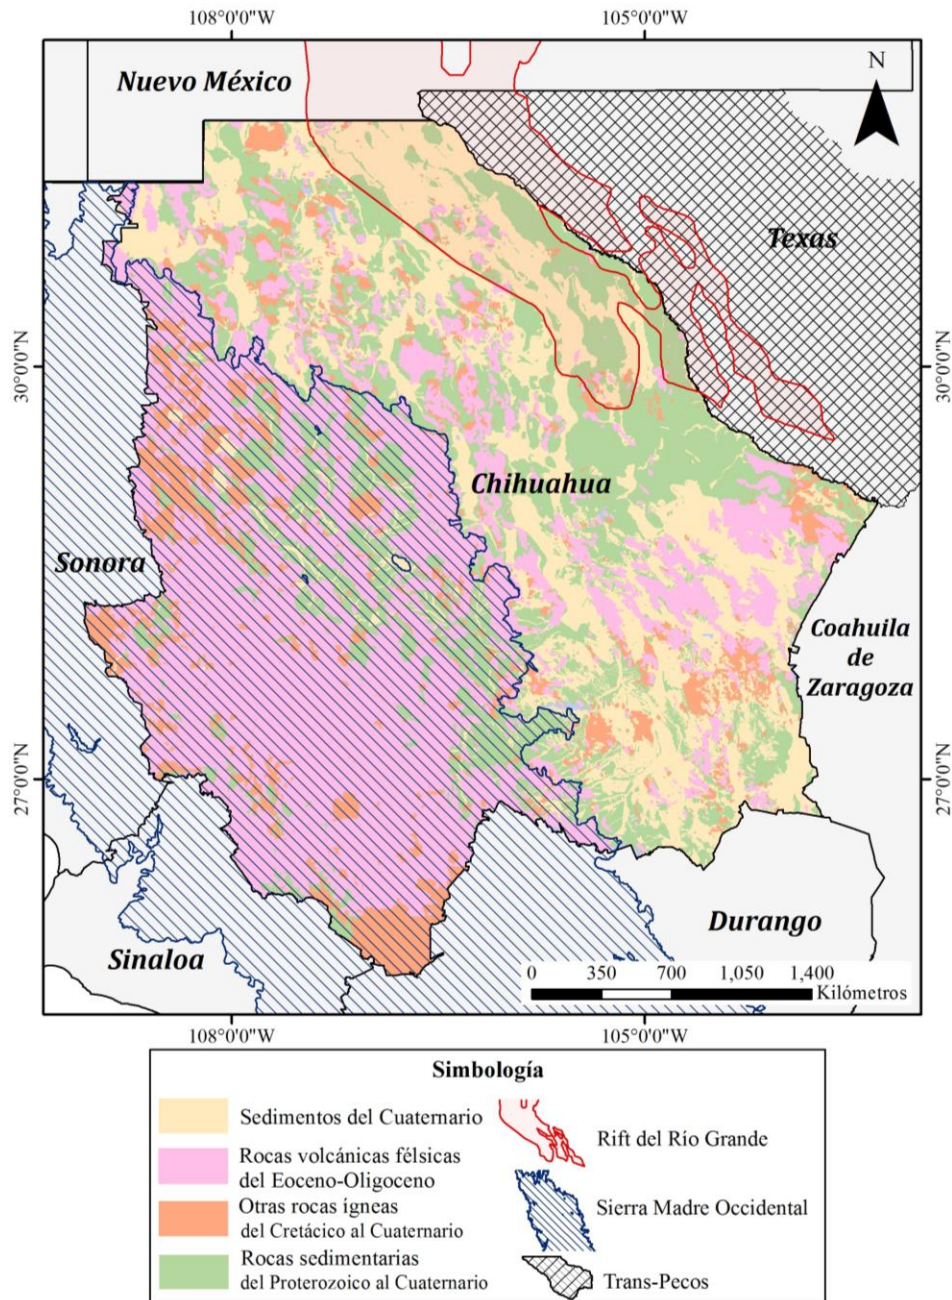 108°0'0"W 105°0'0"W
Nuevo México
N
Texas
30°0'0"N 30°0'0"N
Chihuahua
Sonora
Coahuila
de
Zaragoza
27°0'0"N 27°0'0"N
Durango
Sinaloa
0 350 700 1,050 1,400
Kilómetros
108°0'0"W 105°0'0"W
Simbología
Sedimentos del Cuaternario
Rocas volcánicas félsicas
del Eoceno-Oligoceno
Otras rocas ígneas
del Cretácico al Cuaternario
Rocas sedimentarias
del Proterozoico al Cuaternario
Rift del Río Grande
Sierra Madre Occidental
Trans-Pecos